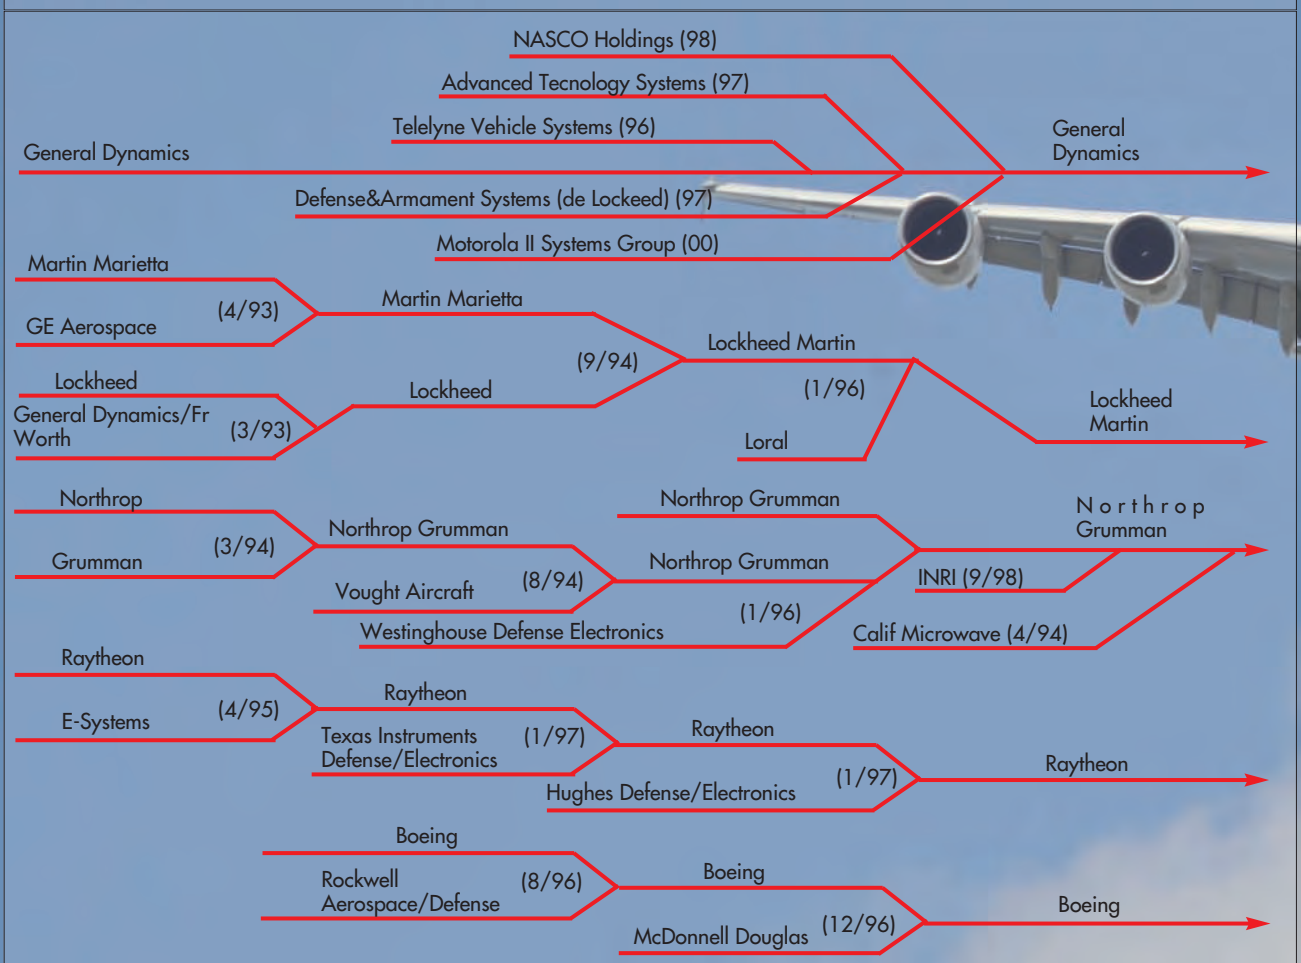 NASCO Holdings (98)
Advanced Tecnology Systems (97)
Telelyne Vehicle Systems (96)
General Dynamics
General
Dynamics
Defense&Armament Systems (de Lockeed) (97)
Motorola II Systems Group (00)
Martin Marietta
(4/93)
GE Aerospace
Martin Marietta
Lockheed
General Dynamics/Fr
Worth
(3/93)
Lockheed
(9/94)
Lockheed Martin
(1/96)
Loral
Lockheed
Martin
Northrop
(3/94)
Grumman
Northrop Grumman
(8/94)
Vought Aircraft
Northrop Grumman
Northrop Grumman
(1/96)
Westinghouse Defense Electronics
N o r t h r o p
Grumman
INRI (9/98)
Calif Microwave (4/94)
Raytheon
(4/95)
E-Systems
Raytheon
Texas Instruments
Defense/Electronics
(1/97)
Raytheon
(1/97)
Hughes Defense/Electronics
Raytheon
Boeing
Rockwell
Aerospace/Defense
(8/96)
Boeing
(12/96)
McDonnell Douglas
Boeing